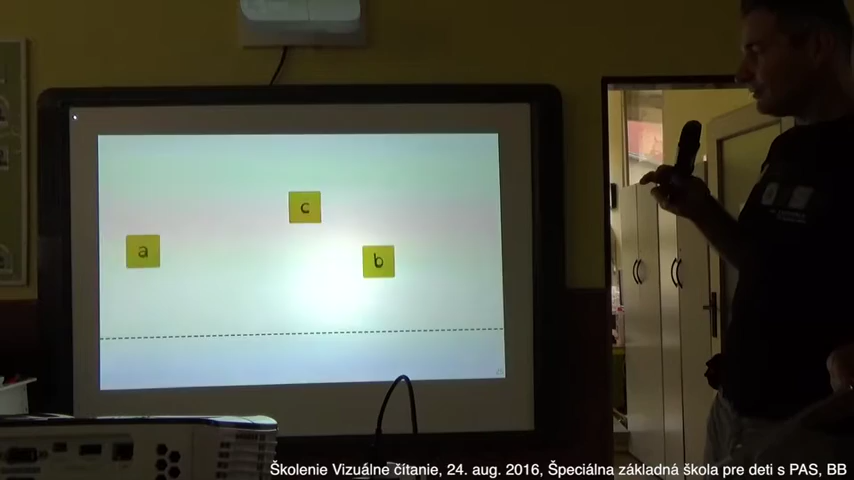 c
a
b
Školenie Vizuálne čítanie, 24. aug. 2016, Špeciálna základná škola pre deti s PAS, BB